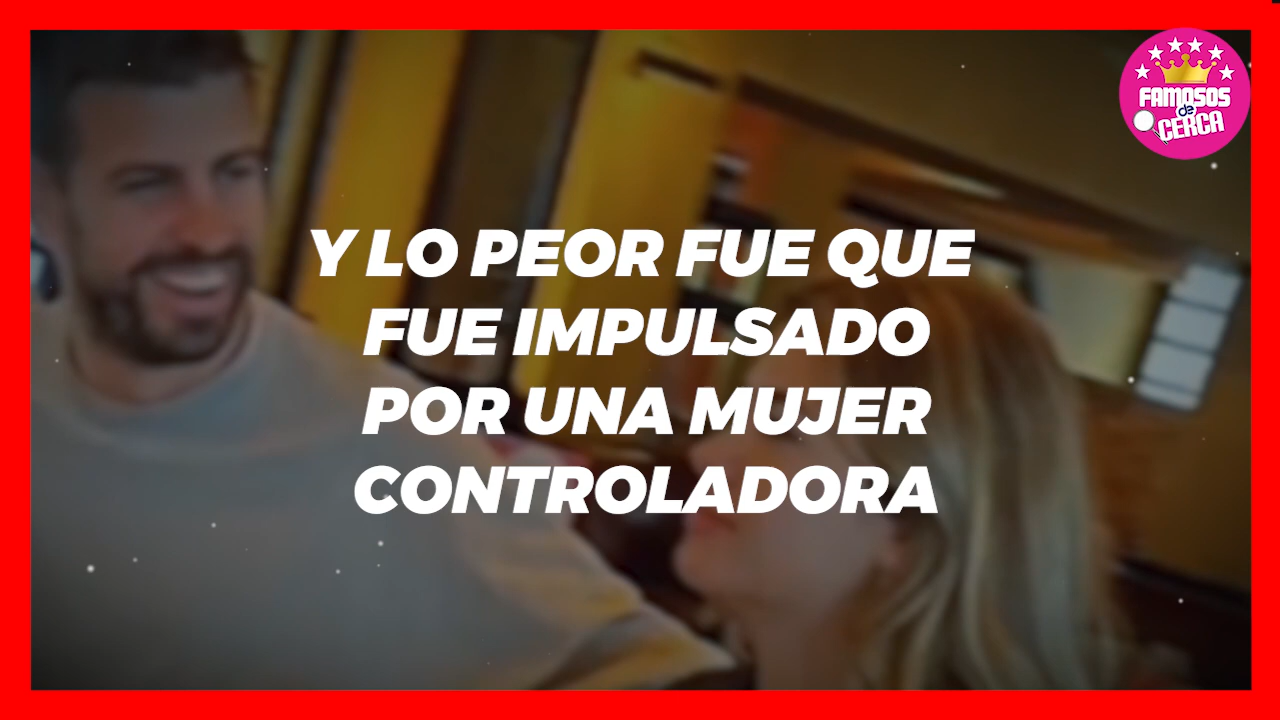 FAMOSOS
de
CERCA
Y LO PEOR FUE QUE
FUE IMPULSADO
POR UNA MUJER
CONTROLADORA